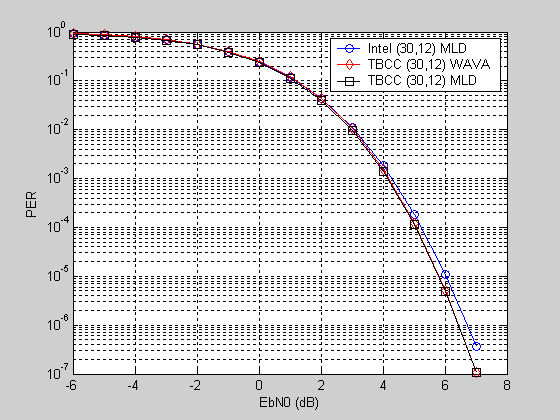 10^0
10^-1
10^-2
10^-3
10^-4
10^-5
10^-6
10^-7
PER
Intel (30,12) MLD
TBCC (30,12) WAVA
TBCC (30,12) MLD
-6 -4 -2 0 2 4 6 8
EbN0 (dB)